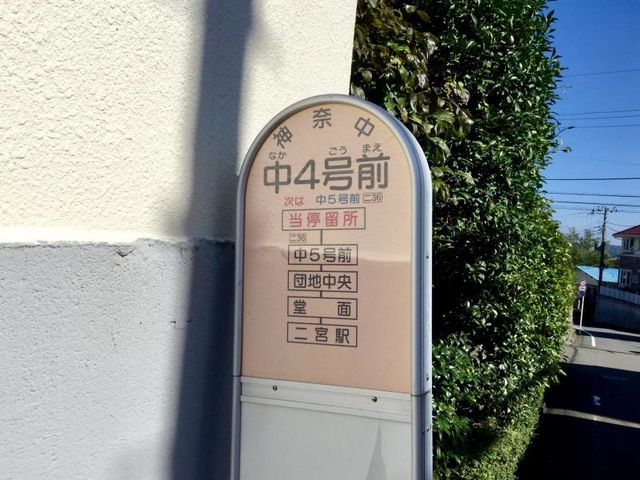 神奈中
なか ごう まえ
中4号前
次は 中5号前 二36
当停留所
二36
中5号前
団地中央
堂面
二宮駅